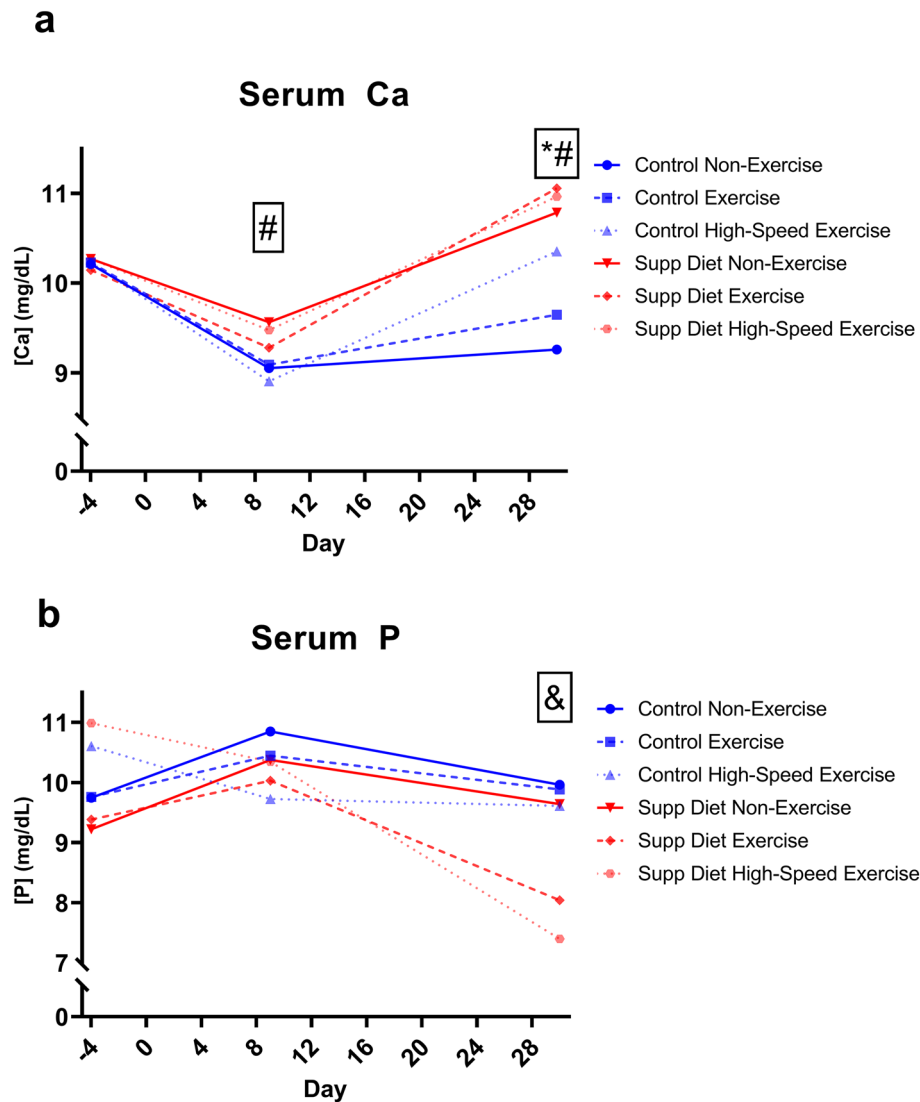 a
Serum Ca
*#
#
11
10
9
0
[Ca] (mg/dL)
-4 0 4 8 12 16 20 24 28
Day
Control Non-Exercise
Control Exercise
Control High-Speed Exercise
Supp Diet Non-Exercise
Supp Diet Exercise
Supp Diet High-Speed Exercise
b
Serum P
&
11
10
9
8
7
0
[P] (mg/dL)
-4 0 4 8 12 16 20 24 28
Day
Control Non-Exercise
Control Exercise
Control High-Speed Exercise
Supp Diet Non-Exercise
Supp Diet Exercise
Supp Diet High-Speed Exercise